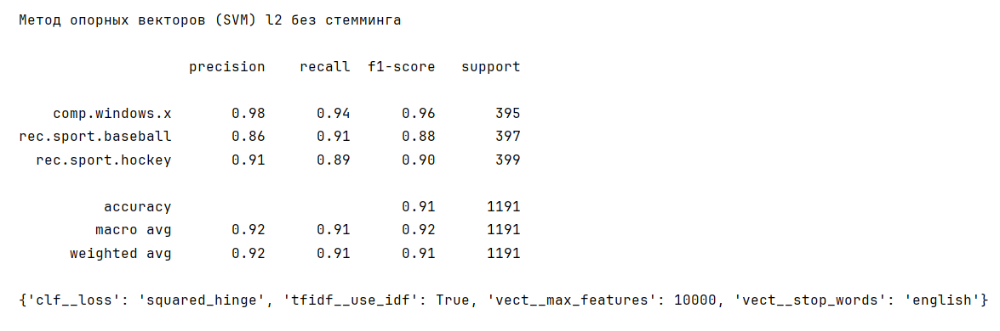 Метод опорных векторов (SVM) l2 без стемминга
precision recall f1-score support
comp.windows.x 0.98 0.94 0.96 395
rec.sport.baseball 0.86 0.91 0.88 397
rec.sport.hockey 0.91 0.89 0.90 399
accuracy 0.91 1191
macro avg 0.92 0.91 0.92 1191
weighted avg 0.92 0.91 0.91 1191
{'clf__loss': 'squared_hinge', 'tfidf__use_idf': True, 'vect__max_features': 10000, 'vect__stop_words': 'english'}